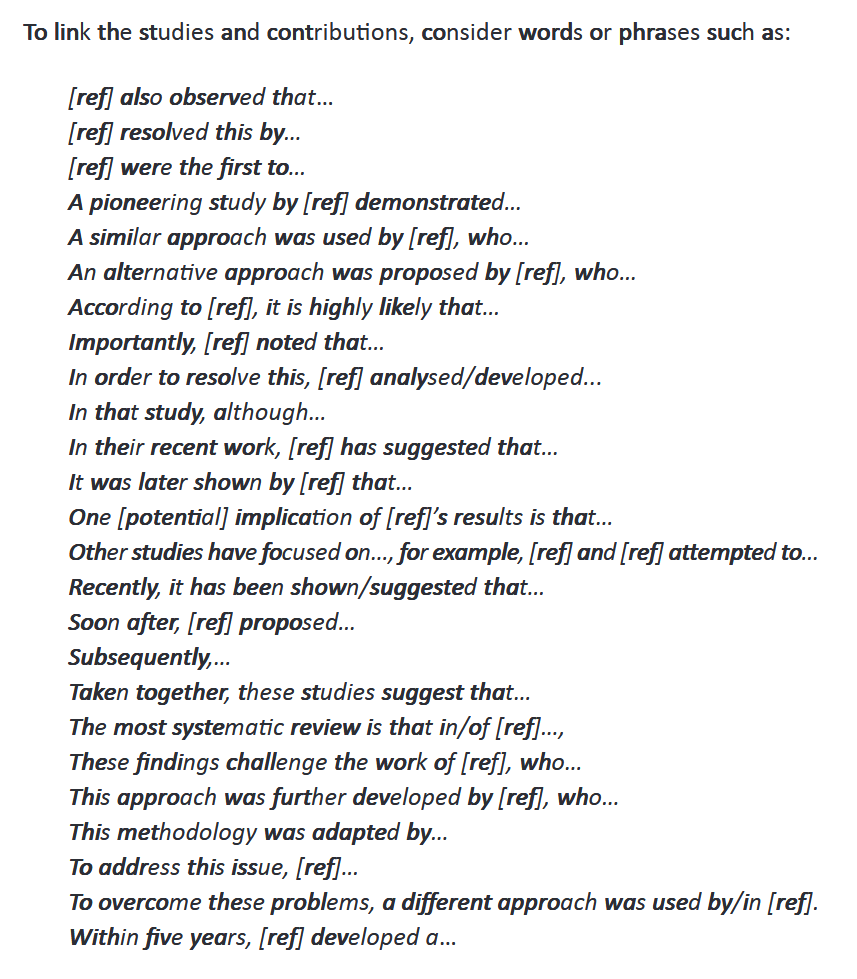 To link the studies and contributions, consider words or phrases such as:
[ref] also observed that…
[ref] resolved this by…
[ref] were the first to…
A pioneering study by [ref] demonstrated…
A similar approach was used by [ref], who…
An alternative approach was proposed by [ref], who…
According to [ref], it is highly likely that…
Importantly, [ref] noted that…
In order to resolve this, [ref] analysed/developed...
In that study, although…
In their recent work, [ref] has suggested that…
It was later shown by [ref] that…
One [potential] implication of [ref]’s results is that…
Other studies have focused on…, for example, [ref] and [ref] attempted to…
Recently, it has been shown/suggested that…
Soon after, [ref] proposed…
Subsequently,…
Taken together, these studies suggest that…
The most systematic review is that in/of [ref]…,
These findings challenge the work of [ref], who…
This approach was further developed by [ref], who…
This methodology was adapted by…
To address this issue, [ref]…
To overcome these problems, a different approach was used by/in [ref].
Within five years, [ref] developed a…